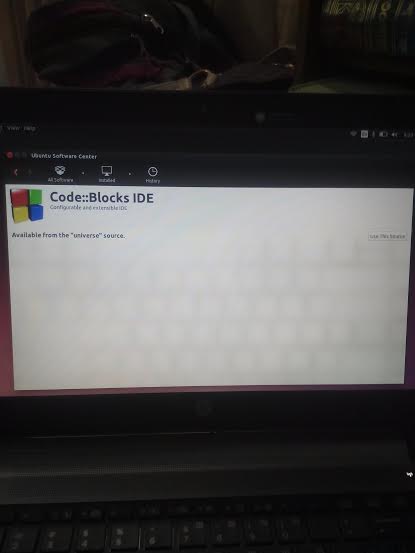 View Help
Ubuntu Software Center
All Software
Installed
History
Code::Blocks IDE
Configurable and extensible IDE
Available from the "universe" source.
Use This Source